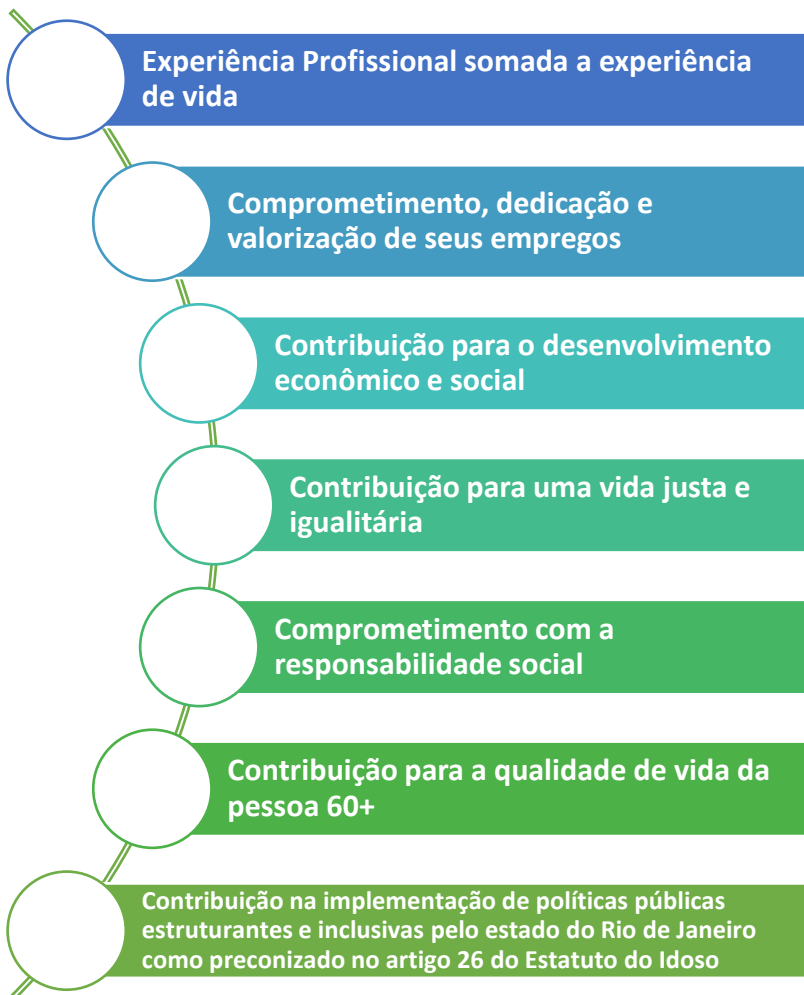 Experiência Profissional somada a experiência
de vida
Comprometimento, dedicação e
valorização de seus empregos
Contribuição para o desenvolvimento
econômico e social
Contribuição para uma vida justa e
igualitária
Comprometimento com a
responsabilidade social
Contribuição para a qualidade de vida da
pessoa 60+
Contribuição na implementação de políticas públicas
estruturantes e inclusivas pelo estado do Rio de Janeiro
como preconizado no artigo 26 do Estatuto do Idoso